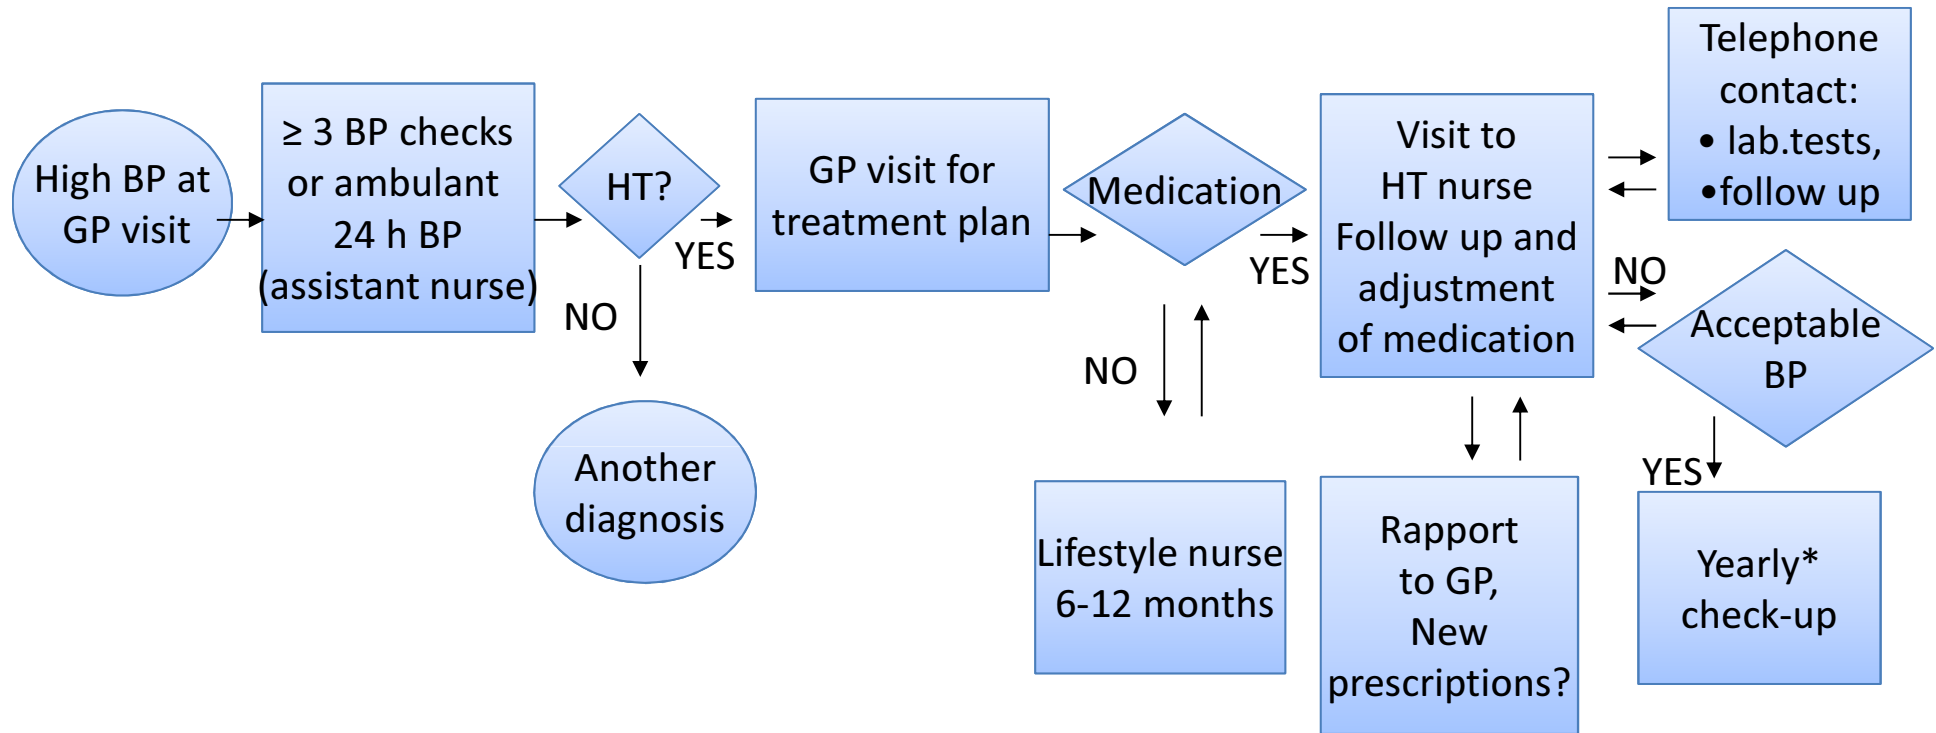 High BP at
GP visit
≥ 3 BP checks
or ambulant
24 h BP
(assistant nurse)
HT?
YES
NO
Another
diagnosis
GP visit for
treatment plan
Medication
YES
NO
Lifestyle nurse
6-12 months
Visit to
HT nurse
Follow up and
adjustment
of medication
Rapport
to GP,
New
prescriptions?
Telephone
contact:
• lab.tests,
•follow up
NO
Acceptable
BP
YES
Yearly*
check-up